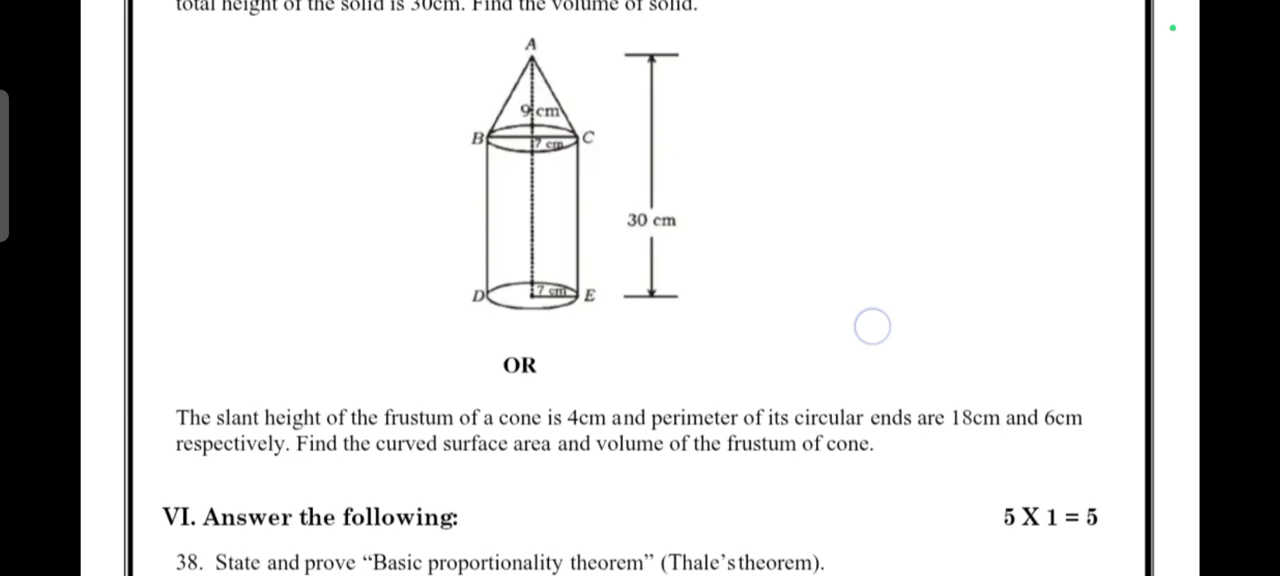 total height of the solid is 30cm. Find the volume of solid.
A
9 cm
B
C
7 cm
30 cm
D
7 cm
E
OR
The slant height of the frustum of a cone is 4cm and perimeter of its circular ends are 18cm and 6cm
respectively. Find the curved surface area and volume of the frustum of cone.
VI. Answer the following:
5 X 1 = 5
38. State and prove “Basic proportionality theorem” (Thale’stheorem).